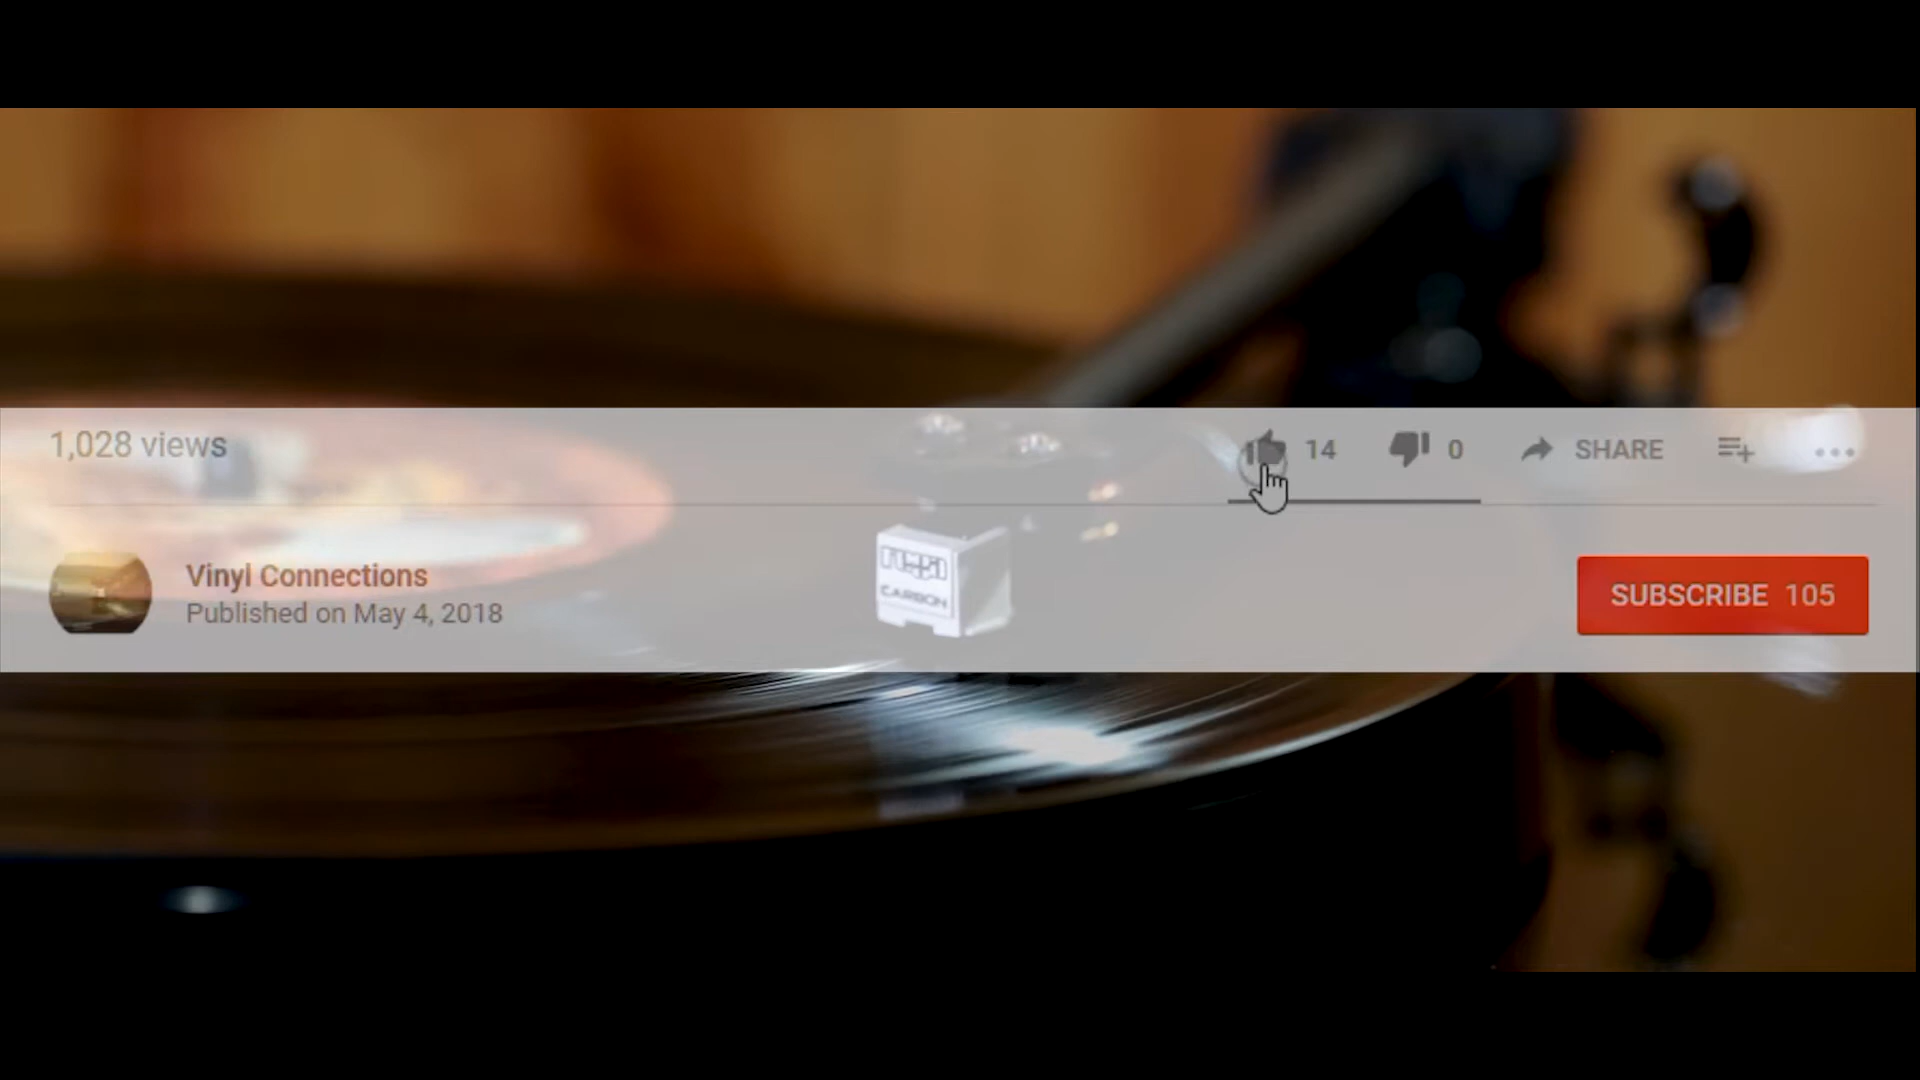 1,028 views
14
0
SHARE
Vinyl Connections
Published on May 4, 2018
SUBSCRIBE 105
CARBON